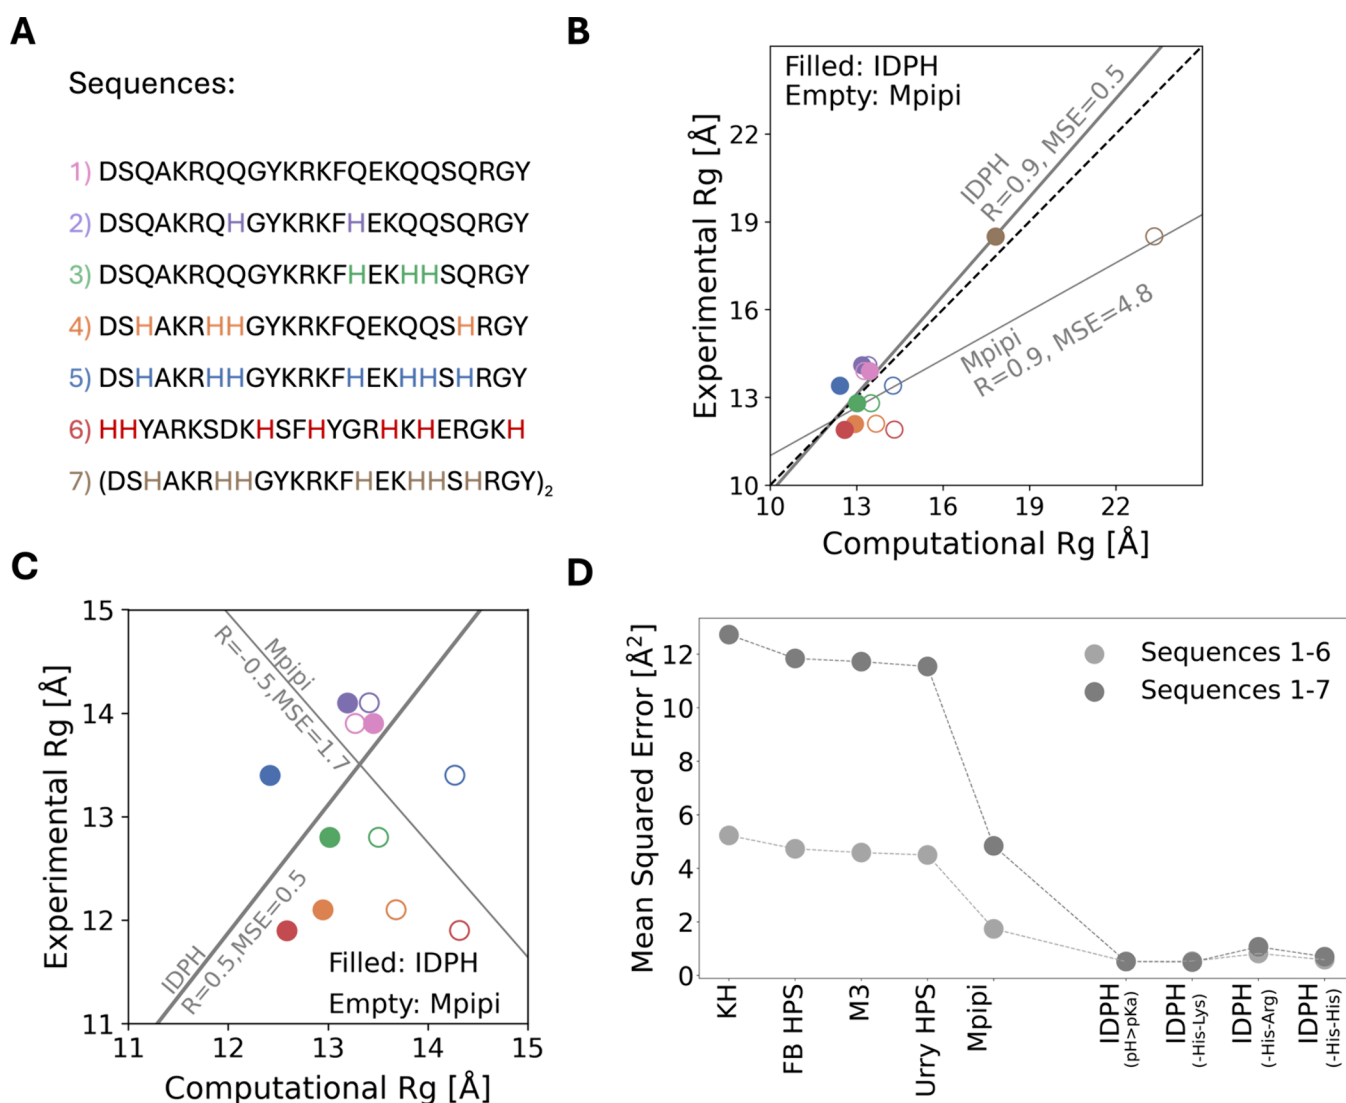 A
Sequences:
1) DSQAKRQQGYKRKFQEKQQSQRGY
2) DSQAKRQHGYKRKFHEKQQSQRGY
3) DSQAKRQQGYKRKFHEKHHSQRGY
4) DSHAKRHHGYKRKFQEKQQSHRGY
5) DSHAKRHHGYKRKFHEKHHSHRGY
6) HHYARKSDKHSFHYGRHKHERGKH
7) (DSHAKRHHGYKRKFHEKHHSHRGY)₂
B
Filled: IDPH
Empty: Mpipi
IDPH
R=0.9, MSE=0.5
Mpipi
R=0.9, MSE=4.8
Experimental Rg [Å]
22
19
16
13
10
10 13 16 19 22
Computational Rg [Å]
C
Mpipi
R=-0.5,MSE=1.7
IDPH
R=0.5,MSE=0.5
Filled: IDPH
Empty: Mpipi
Experimental Rg [Å]
15
14
13
12
11
11 12 13 14 15
Computational Rg [Å]
D
Sequences 1-6
Sequences 1-7
Mean Squared Error [Å²]
12
10
8
6
4
2
0
KH
FB HPS
M3
Urry HPS
Mpipi
IDPH
(pH>pKa)
IDPH
(-His-Lys)
IDPH
(-His-Arg)
IDPH
(-His-His)